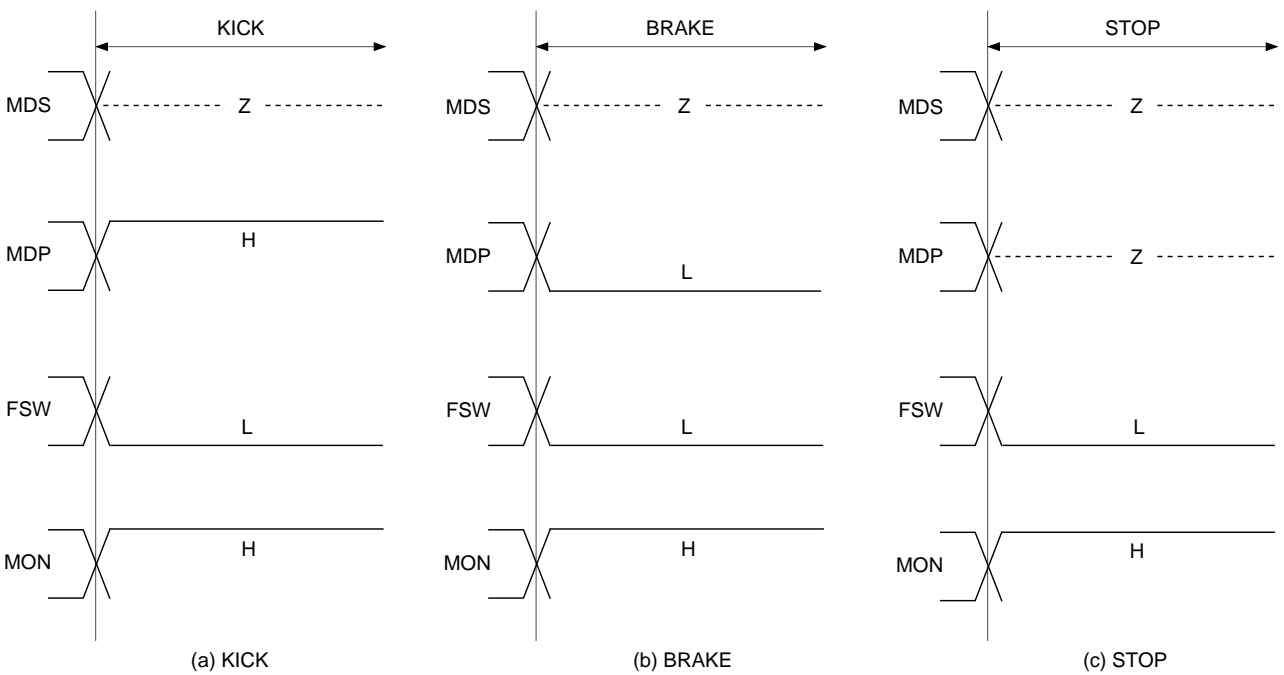 KICK
MDS
Z
MDP
H
FSW
L
MON
H
(a) KICK
BRAKE
MDS
Z
MDP
L
FSW
L
MON
H
(b) BRAKE
STOP
MDS
Z
MDP
Z
FSW
L
MON
H
(c) STOP